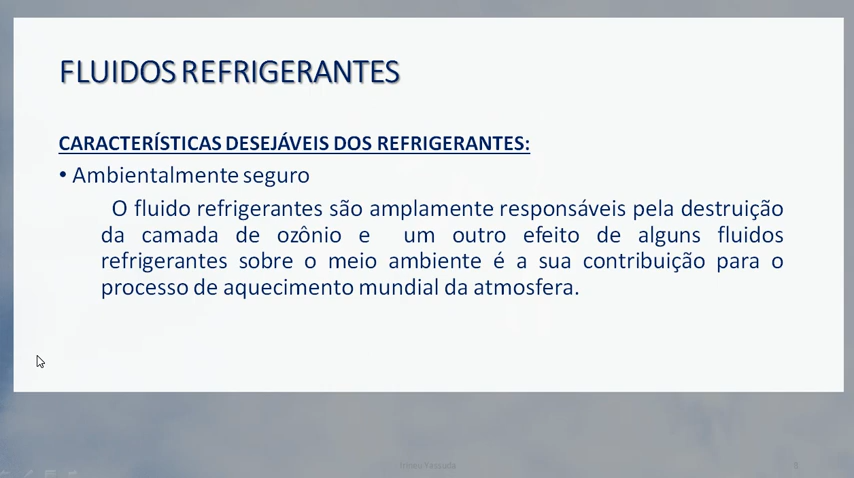 FLUIDOS REFRIGERANTES
CARACTERÍSTICAS DESEJÁVEIS DOS REFRIGERANTES:
• Ambientalmente seguro
O fluido refrigerantes são amplamente responsáveis pela destruição
da camada de ozônio e um outro efeito de alguns fluidos
refrigerantes sobre o meio ambiente é a sua contribuição para o
processo de aquecimento mundial da atmosfera.